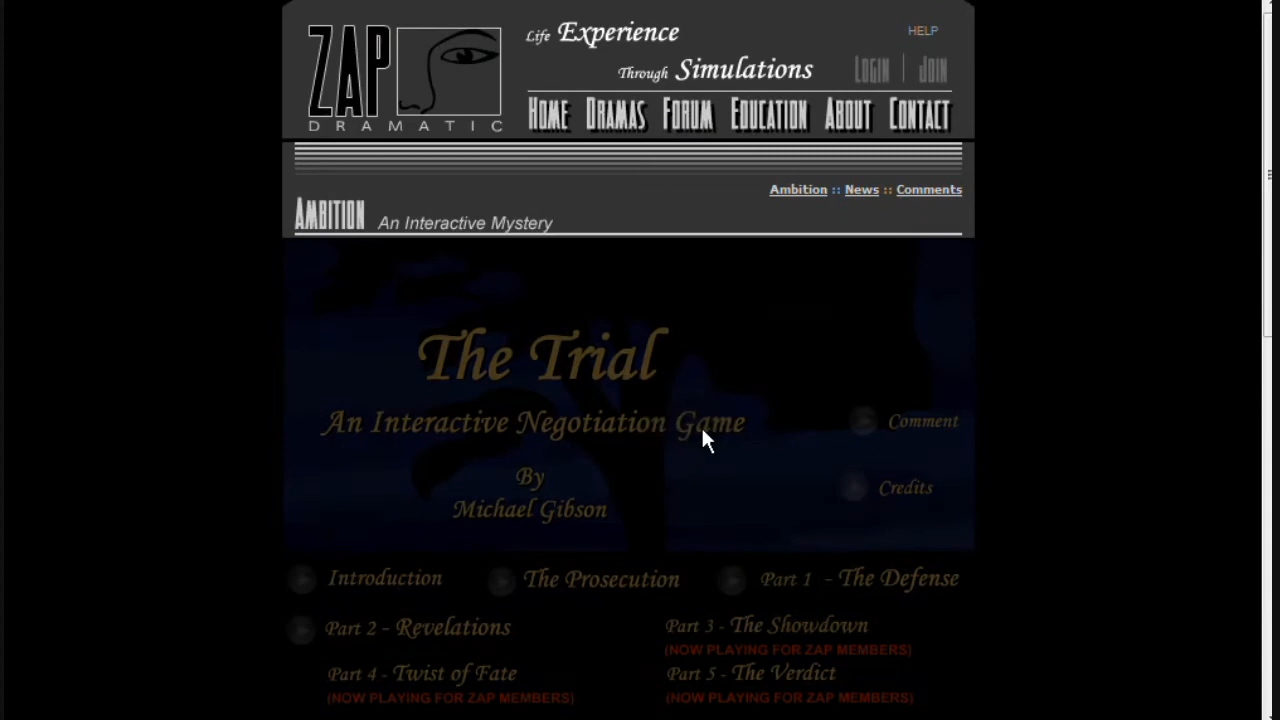 ZAP
DRAMATIC
Life Experience
Through Simulations
HELP
LOGIN | JOIN
HOME DRAMAS FORUM EDUCATION ABOUT CONTACT
Ambition :: News :: Comments
AMBITION An Interactive Mystery
The Trial
An Interactive Negotiation Game
By
Michael Gibson
Comment
Credits
Introduction The Prosecution Part 1 - The Defense
Part 2 - Revelations Part 3 - The Showdown
(NOW PLAYING FOR ZAP MEMBERS)
Part 4 - Twist of Fate Part 5 - The Verdict
(NOW PLAYING FOR ZAP MEMBERS) (NOW PLAYING FOR ZAP MEMBERS)